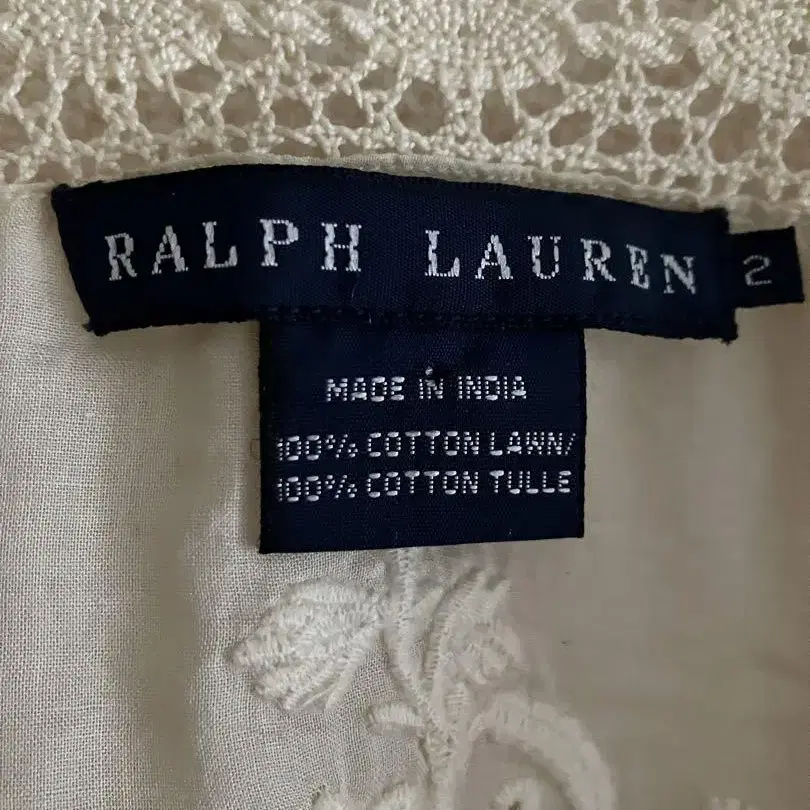 RALPH LAUREN 2
MADE IN INDIA
100% COTTON LAWN/
100% COTTON TULLE